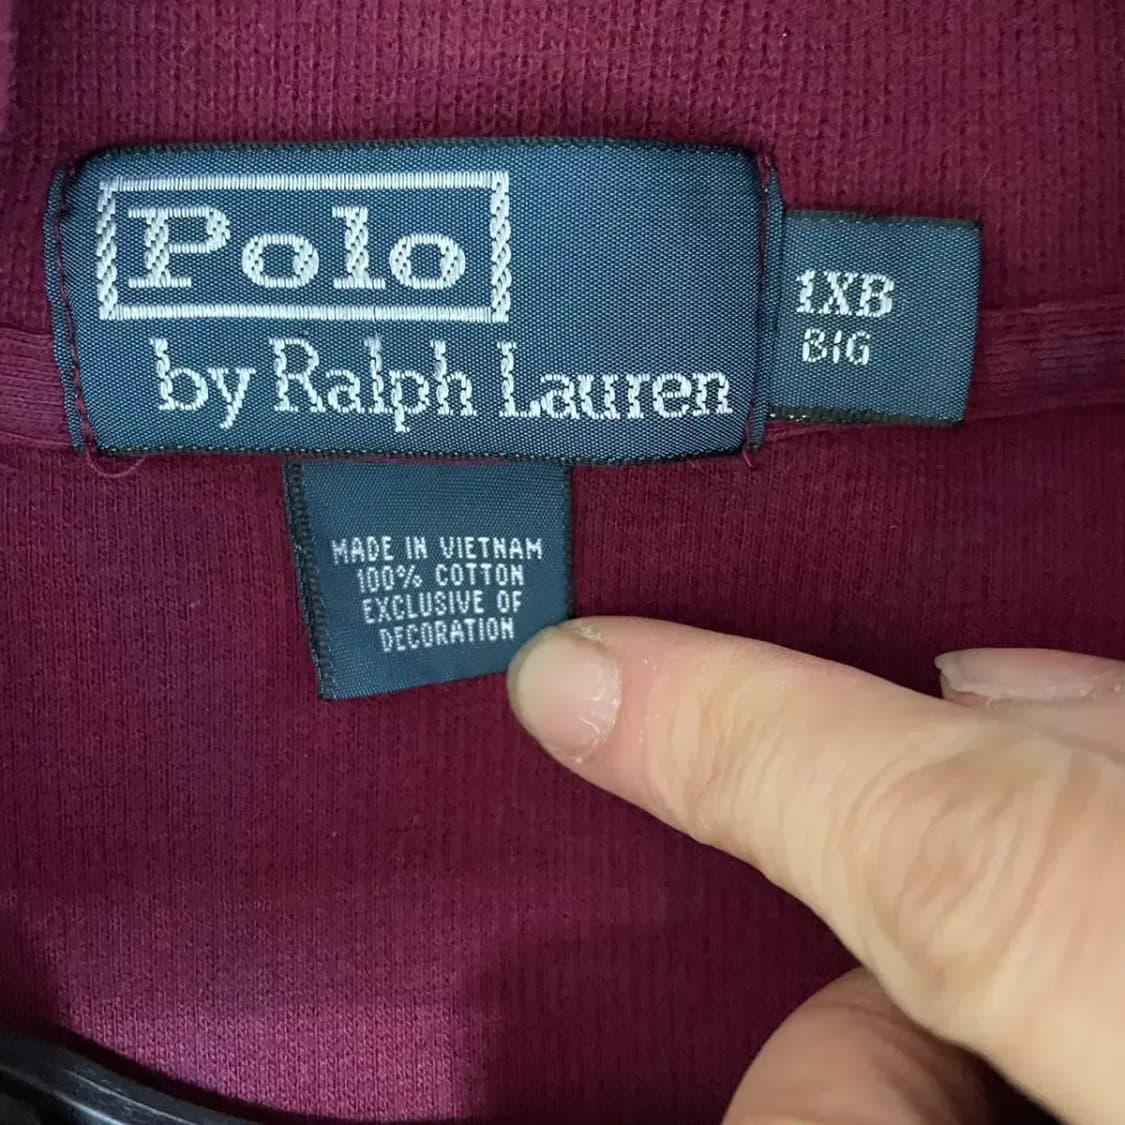 Polo
by Ralph Lauren
1XB
BIG
MADE IN VIETNAM
100% COTTON
EXCLUSIVE OF
DECORATION